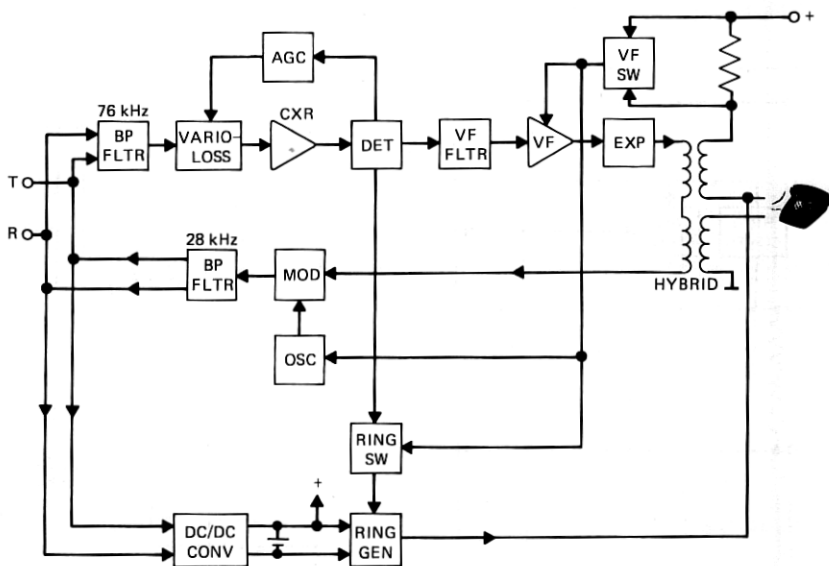 +
VF
SW
AGC
76 kHz
CXR
BP
FLTR
VARIO-
LOSS
DET
VF
FLTR
VF
EXP
T
R
28 kHz
BP
FLTR
MOD
HYBRID
OSC
RING
SW
+
DC/DC
CONV
RING
GEN